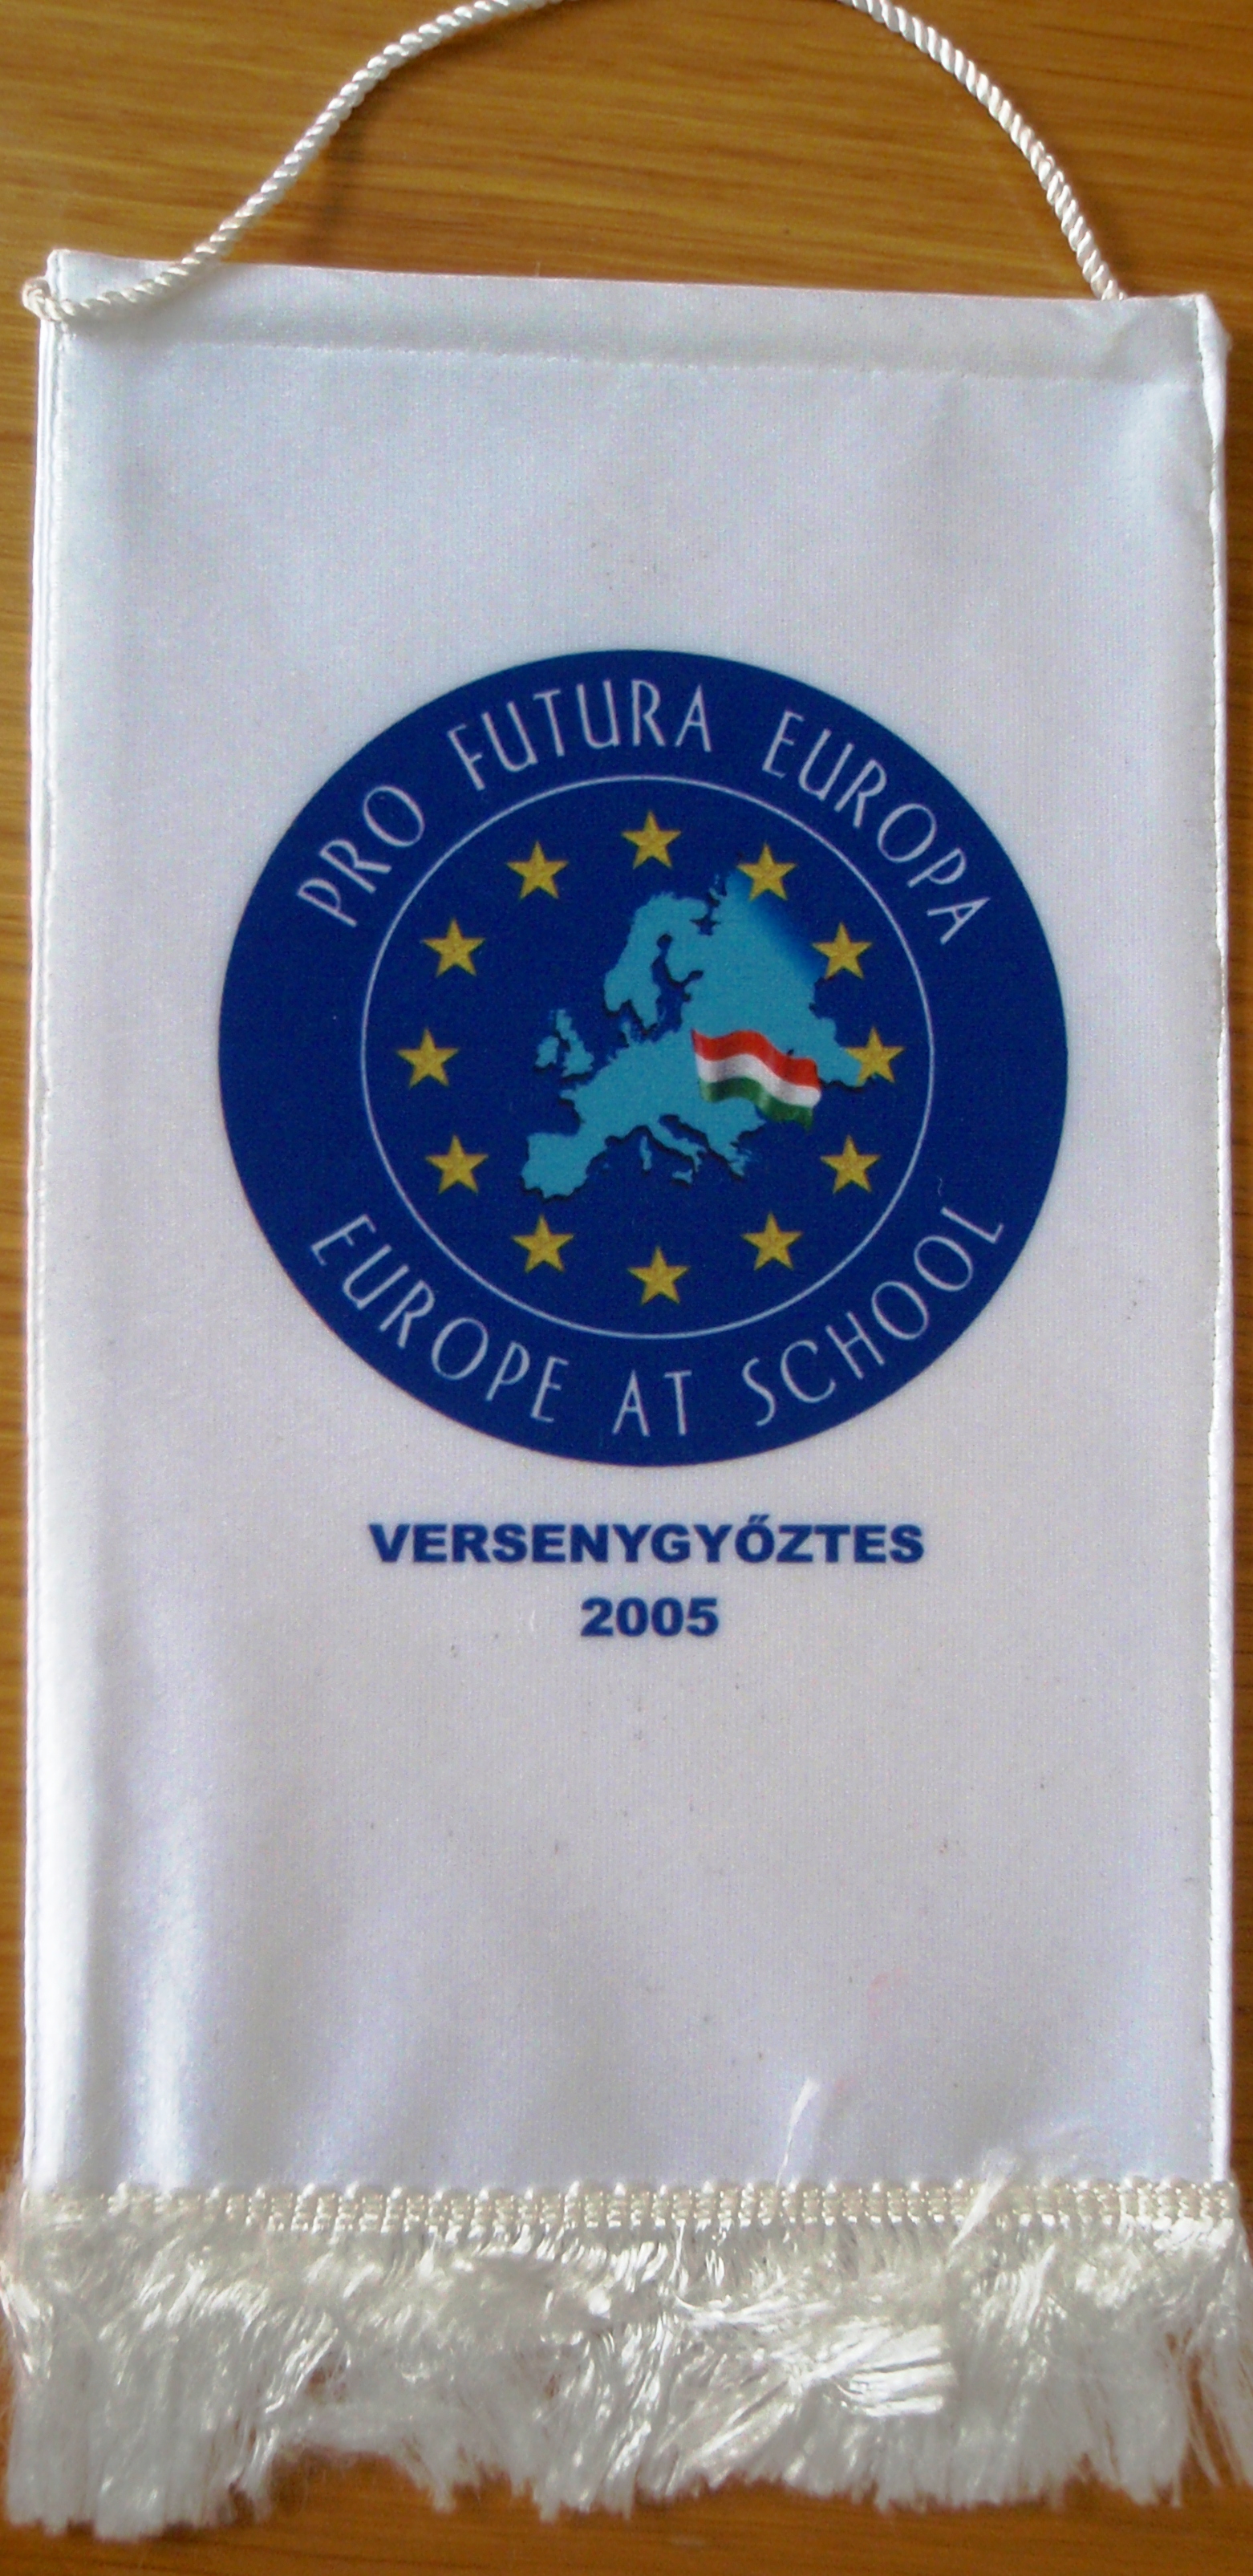 PRO FUTURA EUROPA
EUROPE AT SCHOOL
VERSENYGYŐZTES
2005